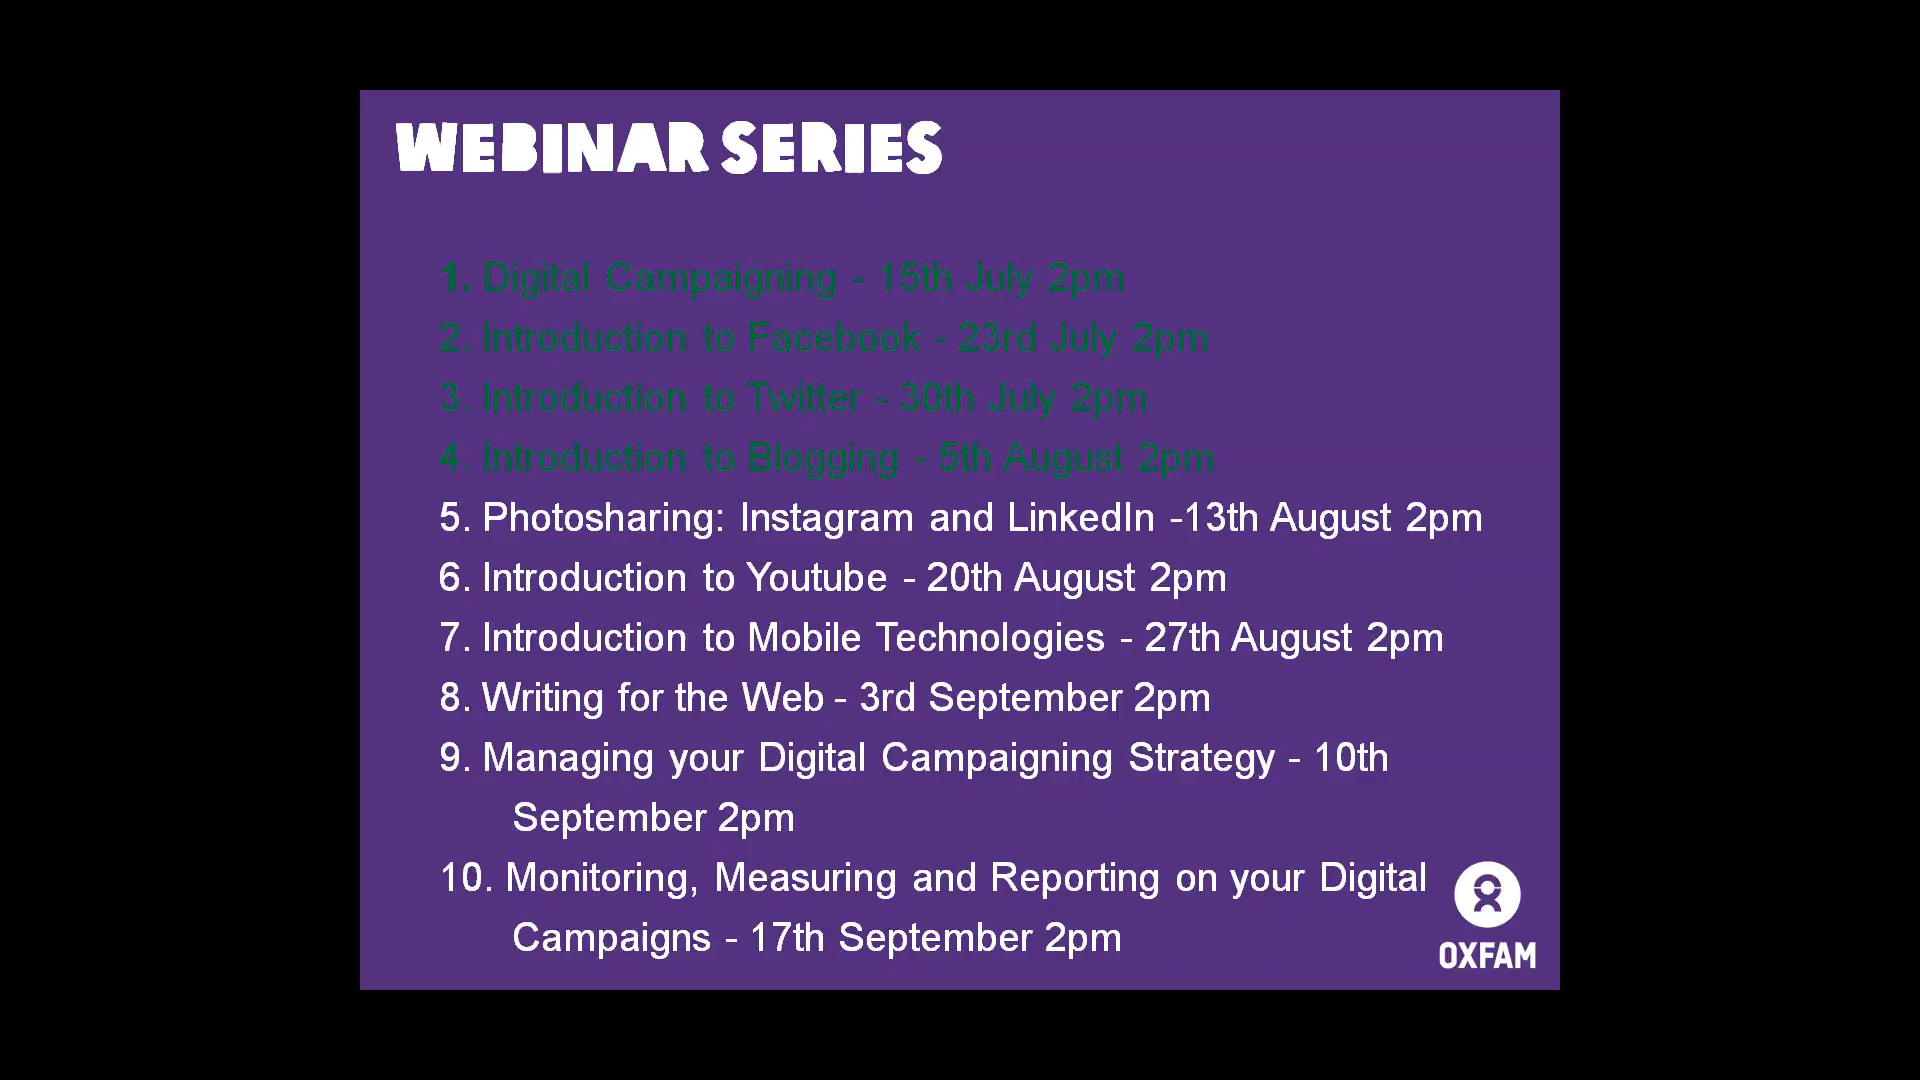 WEBINAR SERIES
1. Digital Campaigning - 15th July 2pm
2. Introduction to Facebook - 23rd July 2pm
3. Introduction to Twitter - 30th July 2pm
4. Introduction to Blogging - 5th August 2pm
5. Photosharing: Instagram and LinkedIn -13th August 2pm
6. Introduction to Youtube - 20th August 2pm
7. Introduction to Mobile Technologies - 27th August 2pm
8. Writing for the Web - 3rd September 2pm
9. Managing your Digital Campaigning Strategy - 10th
September 2pm
10. Monitoring, Measuring and Reporting on your Digital
Campaigns - 17th September 2pm
OXFAM